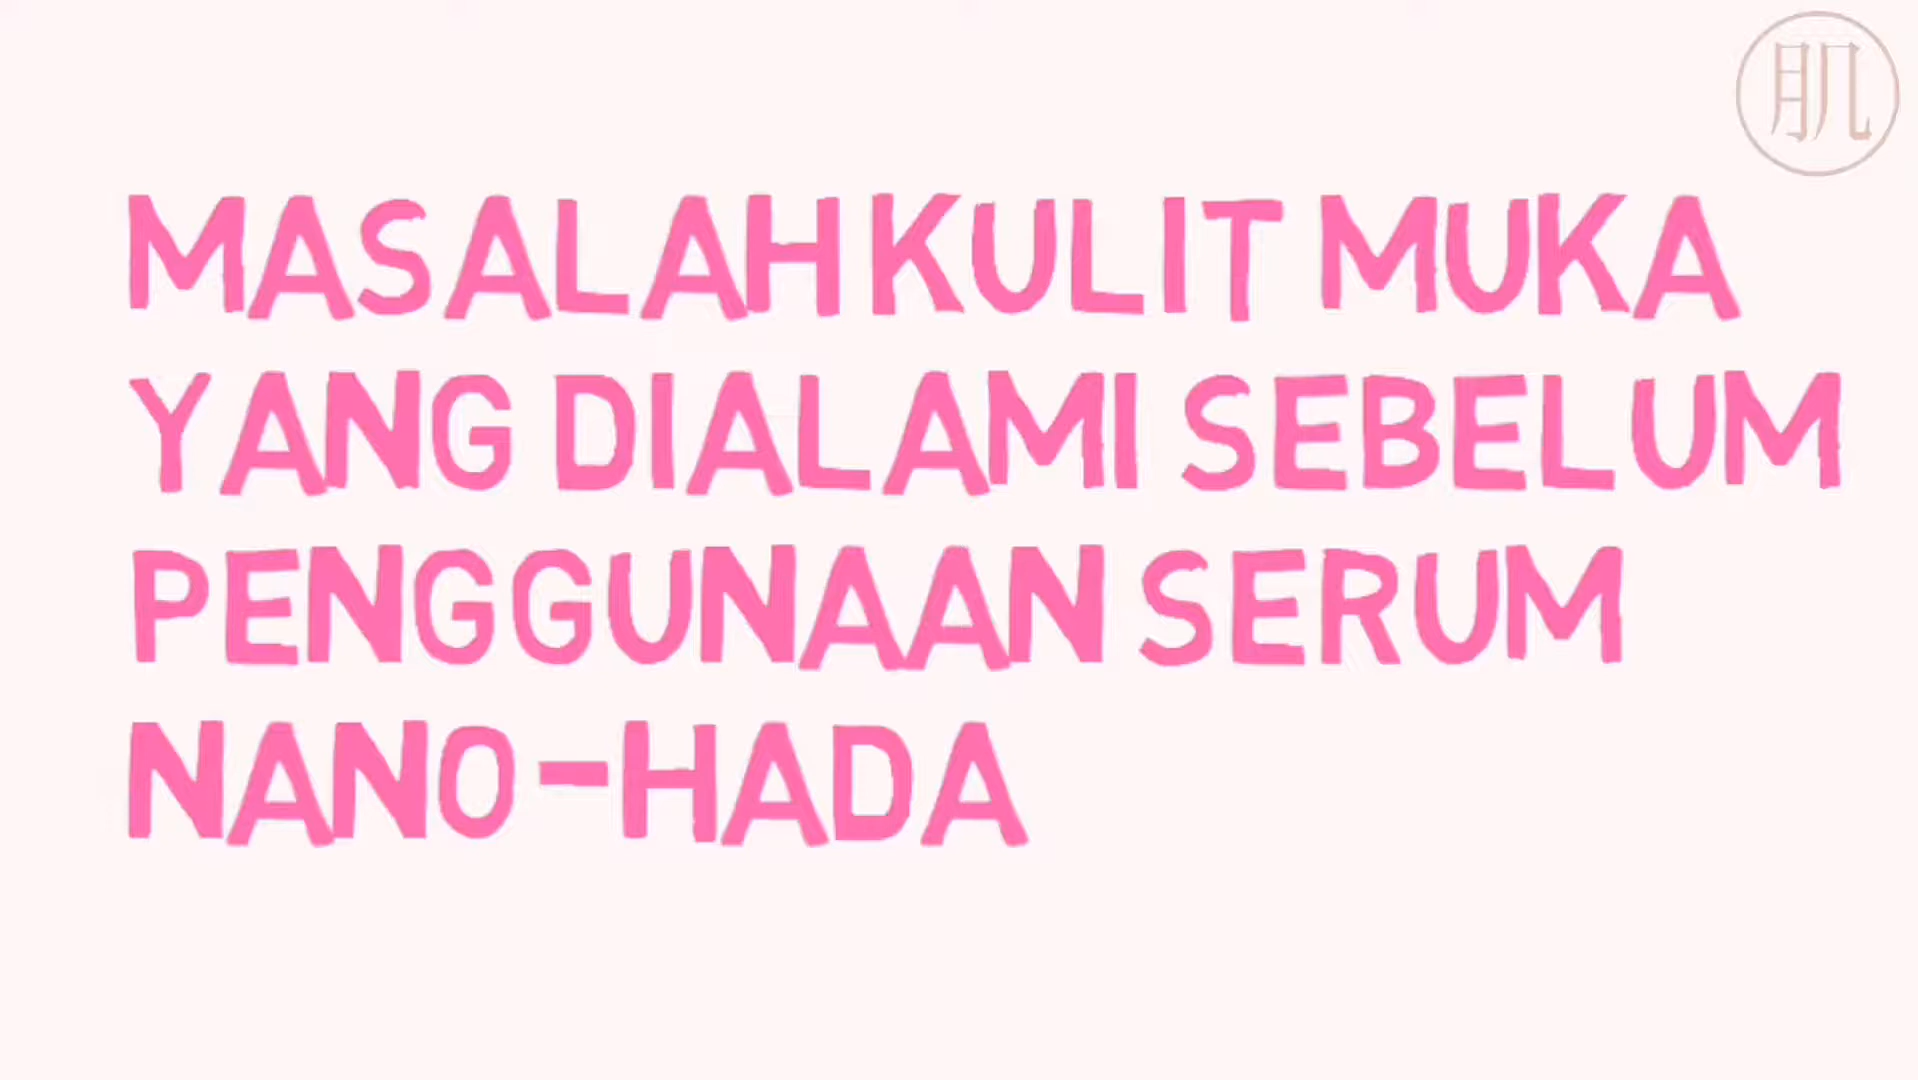 肌
MASALAH KULIT MUKA
YANG DIALAMI SEBELUM
PENGGUNAAN SERUM
NANO-HADA